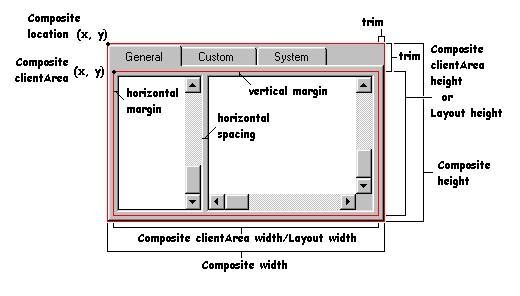 Composite
location (x, y)
trim
General
Custom
System
Composite
clientArea (x, y)
trim
Composite
clientArea
height
or
Layout height
horizontal
margin
vertical margin
horizontal
spacing
Composite
height
Composite clientArea width/Layout width
Composite width